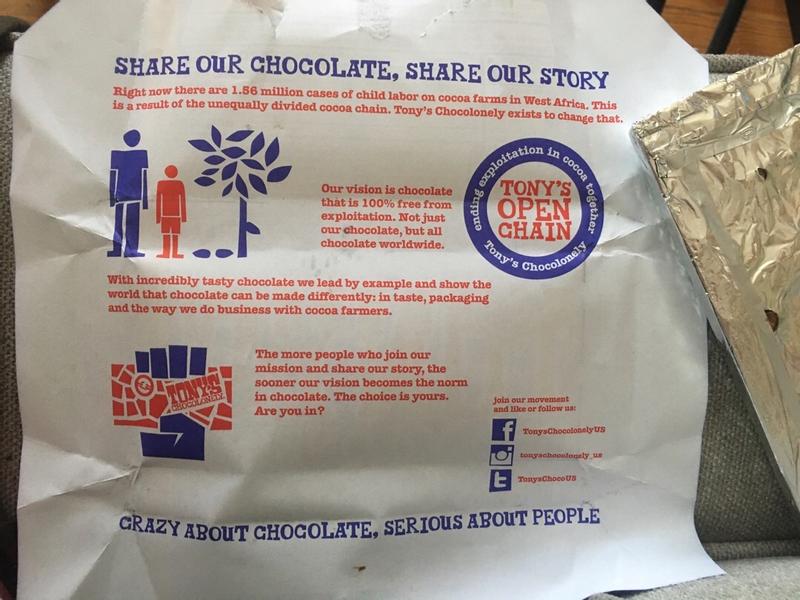 SHARE OUR CHOCOLATE, SHARE OUR STORY
Right now there are 1.56 million cases of child labor on cocoa farms in West Africa. This
is a result of the unequally divided cocoa chain. Tony's Chocolonely exists to change that.
Our vision is chocolate
that is 100% free from
exploitation. Not just
our chocolate, but all
chocolate worldwide.
ending exploitation in cocoa together
TONY'S
OPEN
CHAIN
Tony's Chocolonely
With incredibly tasty chocolate we lead by example and show the
world that chocolate can be made differently: in taste, packaging
and the way we do business with cocoa farmers.
TONY'S
CHOCOLONELY
The more people who join our
mission and share our story, the
sooner our vision becomes the norm
in chocolate. The choice is yours.
Are you in?
join our movement
and like or follow us:
TonysChocolonelyUS
tonyschocolonely_us
TonysChocoUS
CRAZY ABOUT CHOCOLATE, SERIOUS ABOUT PEOPLE